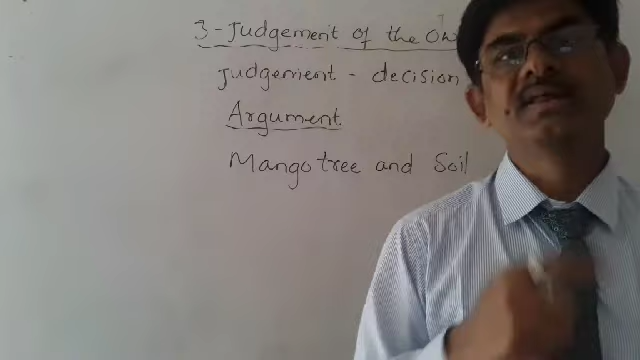 3-Judgement of the
Judgement - decision
Argument
Mango tree and Soil